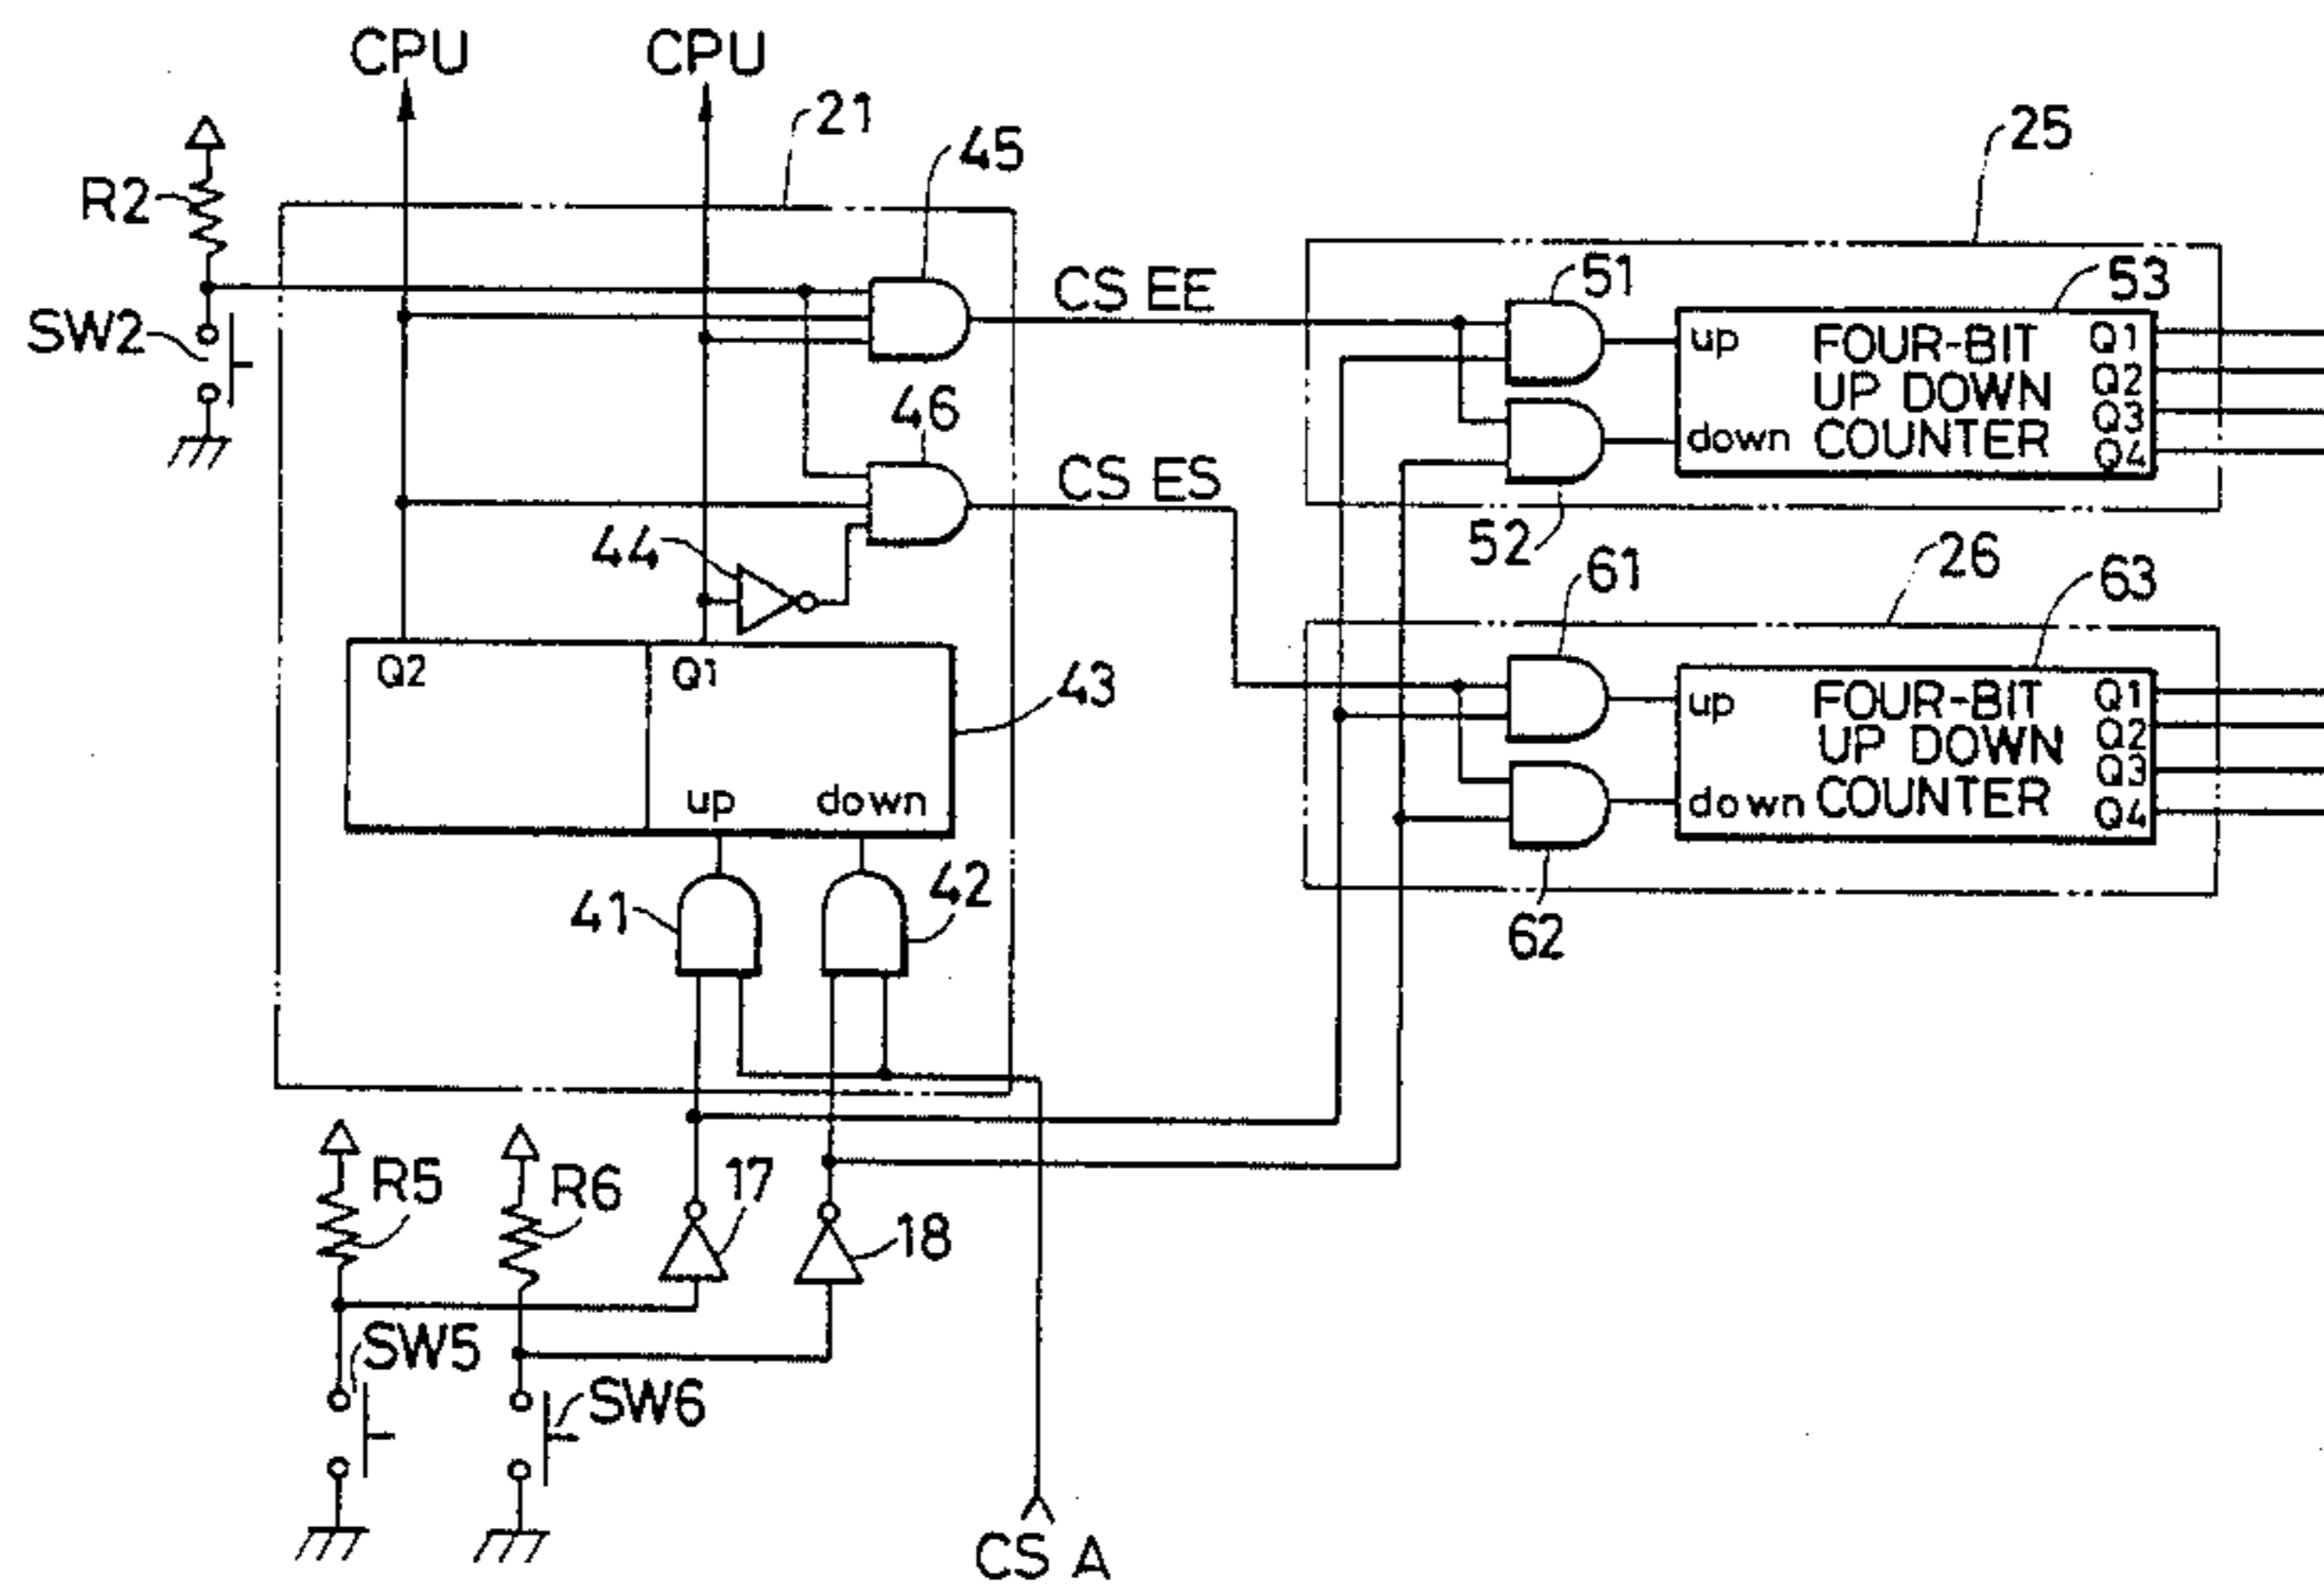 CPU
CPU
21
45
25
R2
CS EE
51
53
SW2
up
FOUR-BIT
UP DOWN
COUNTER
down
Q1
Q2
Q3
Q4
46
CS ES
44
52
26
61
63
Q2
Q1
43
up
down
up
FOUR-BIT
UP DOWN
COUNTER
down
Q1
Q2
Q3
Q4
41
42
62
R5
R6
17
18
SW5
SW6
CS A